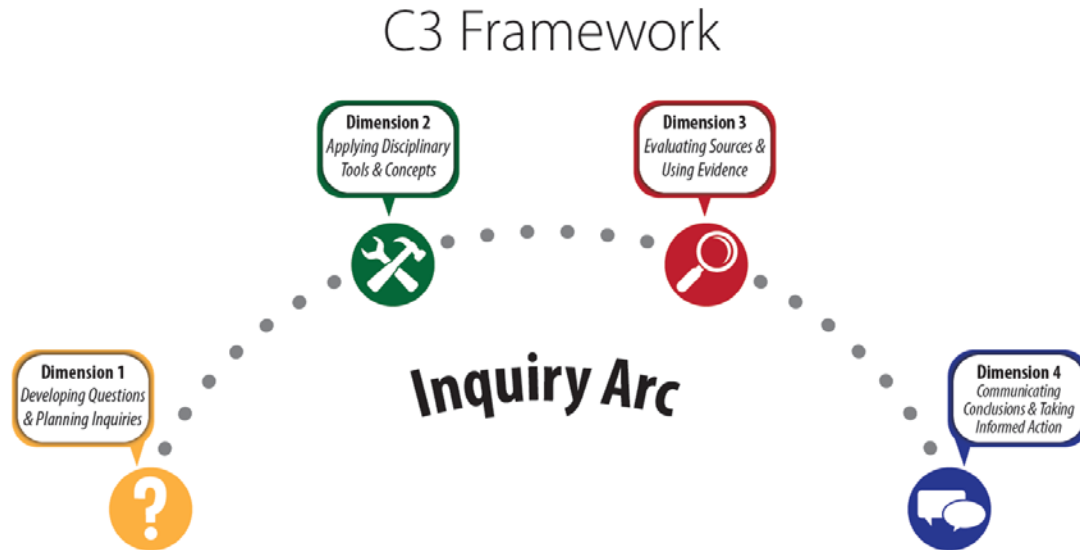 C3 Framework
Dimension 1
Developing Questions
& Planning Inquiries
Dimension 2
Applying Disciplinary
Tools & Concepts
Dimension 3
Evaluating Sources &
Using Evidence
Dimension 4
Communicating
Conclusions & Taking
Informed Action
Inquiry Arc
?